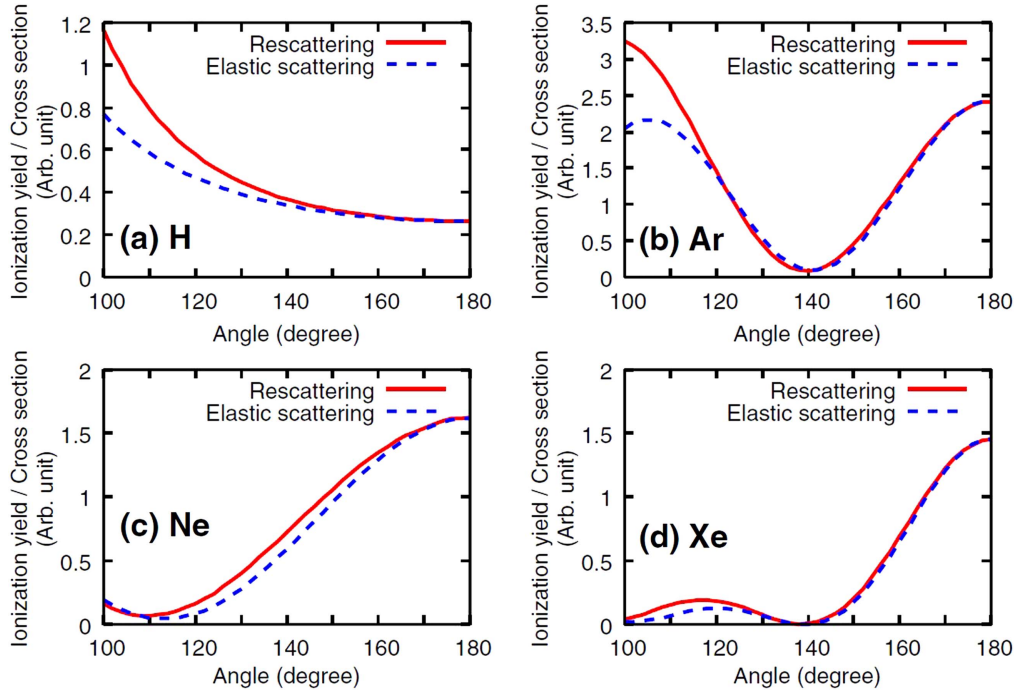 Ionization yield / Cross section
(Arb. unit)
1.2
1
0.8
0.6
0.4
0.2
0
Rescattering
Elastic scattering
(a) H
100 120 140 160 180
Angle (degree)
Ionization yield / Cross section
(Arb. unit)
3.5
3
2.5
2
1.5
1
0.5
0
Rescattering
Elastic scattering
(b) Ar
100 120 140 160 180
Angle (degree)
Ionization yield / Cross section
(Arb. unit)
2
1.5
1
0.5
0
Rescattering
Elastic scattering
(c) Ne
100 120 140 160 180
Angle (degree)
Ionization yield / Cross section
(Arb. unit)
2
1.5
1
0.5
0
Rescattering
Elastic scattering
(d) Xe
100 120 140 160 180
Angle (degree)